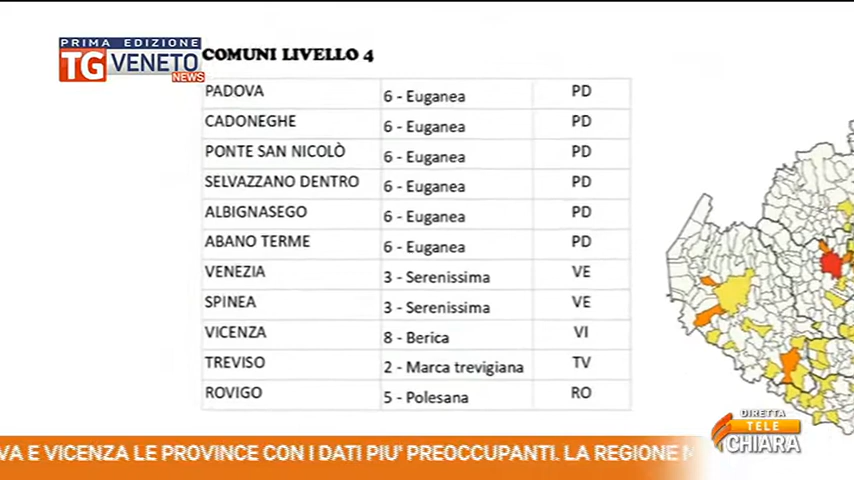 PRIMA EDIZIONE
TG VENETO
NEWS
COMUNI LIVELLO 4
PADOVA 6 - Euganea PD
CADONEGHE 6 - Euganea PD
PONTE SAN NICOLÒ 6 - Euganea PD
SELVAZZANO DENTRO 6 - Euganea PD
ALBIGNASEGO 6 - Euganea PD
ABANO TERME 6 - Euganea PD
VENEZIA 3 - Serenissima VE
SPINEA 3 - Serenissima VE
VICENZA 8 - Berica VI
TREVISO 2 - Marca trevigiana TV
ROVIGO 5 - Polesana RO
DIRETTA
TELE
CHIARA
VA E VICENZA LE PROVINCE CON I DATI PIU' PREOCCUPANTI. LA REGIONE